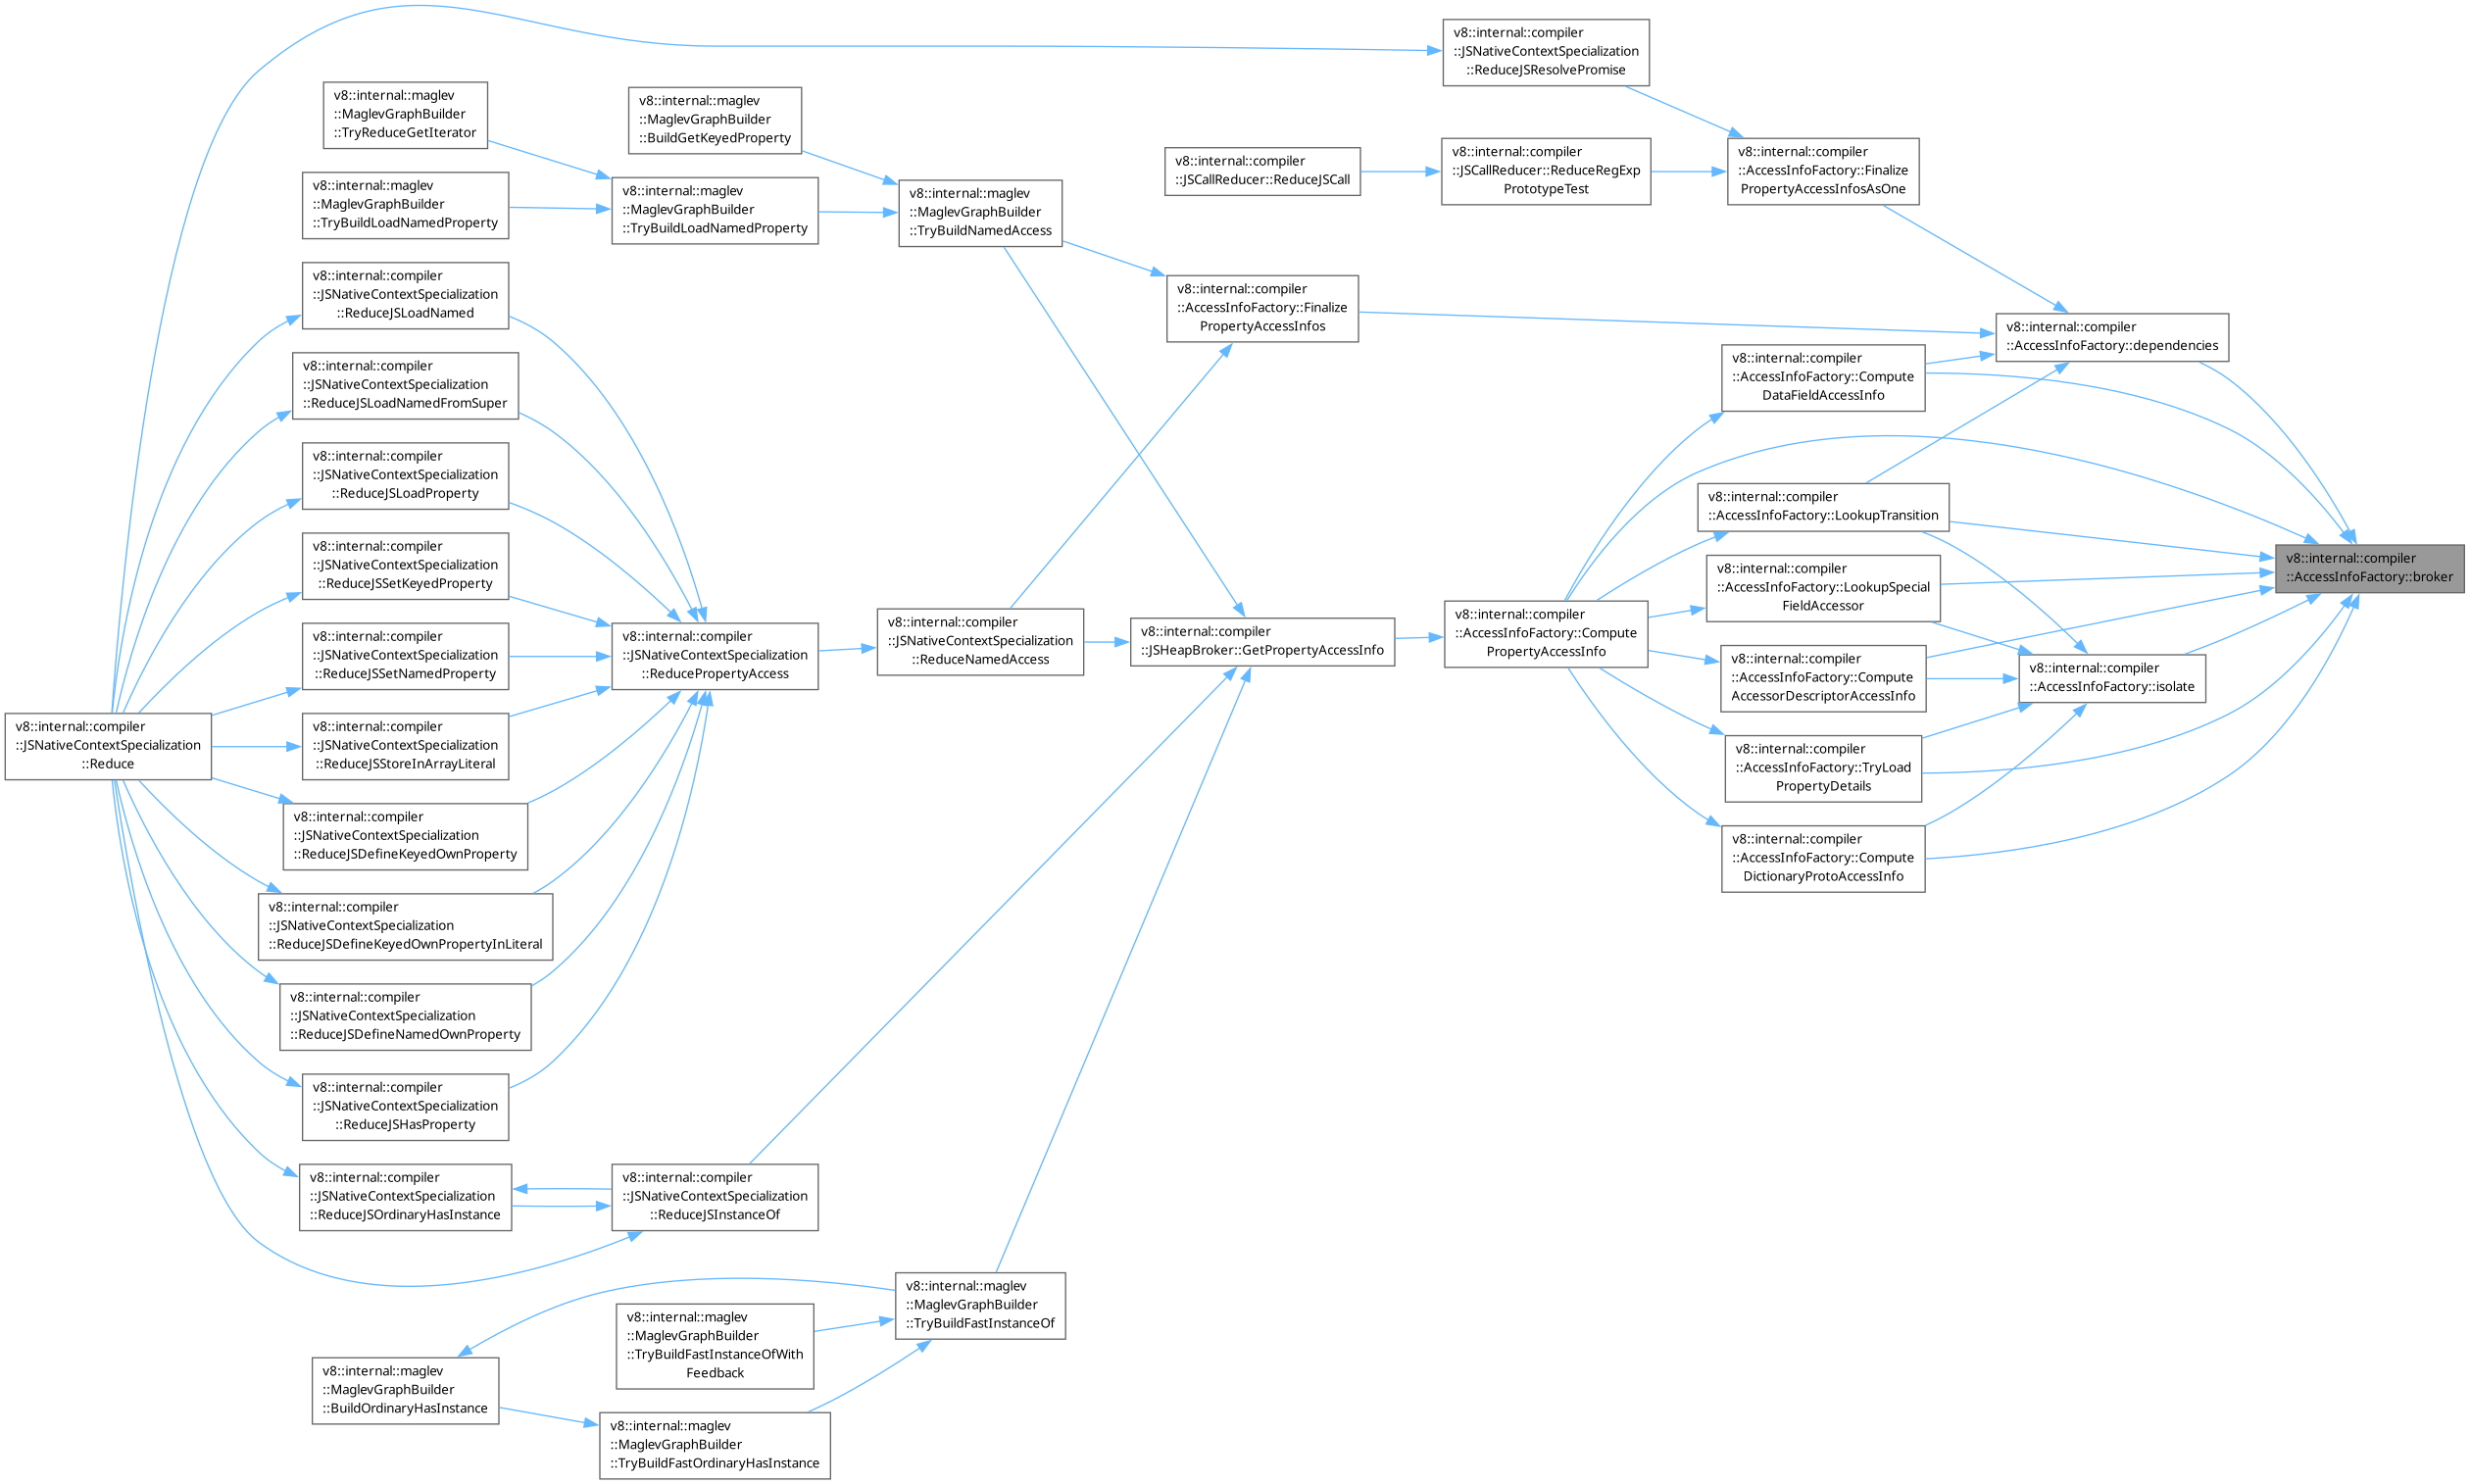 v8::internal::compiler
::JSNativeContextSpecialization
::ReduceJSResolvePromise
v8::internal::maglev
::MaglevGraphBuilder
::TryReduceGetIterator
v8::internal::maglev
::MaglevGraphBuilder
::BuildGetKeyedProperty
v8::internal::compiler
::JSCallReducer::ReduceJSCall
v8::internal::compiler
::JSCallReducer::ReduceRegExp
PrototypeTest
v8::internal::compiler
::AccessInfoFactory::Finalize
PropertyAccessInfosAsOne
v8::internal::maglev
::MaglevGraphBuilder
::TryBuildLoadNamedProperty
v8::internal::maglev
::MaglevGraphBuilder
::TryBuildLoadNamedProperty
v8::internal::maglev
::MaglevGraphBuilder
::TryBuildNamedAccess
v8::internal::compiler
::JSNativeContextSpecialization
::ReduceJSLoadNamed
v8::internal::compiler
::AccessInfoFactory::Finalize
PropertyAccessInfos
v8::internal::compiler
::AccessInfoFactory::dependencies
v8::internal::compiler
::JSNativeContextSpecialization
::ReduceJSLoadNamedFromSuper
v8::internal::compiler
::AccessInfoFactory::Compute
DataFieldAccessInfo
v8::internal::compiler
::JSNativeContextSpecialization
::ReduceJSLoadProperty
v8::internal::compiler
::AccessInfoFactory::LookupTransition
v8::internal::compiler
::JSNativeContextSpecialization
::ReduceJSSetKeyedProperty
v8::internal::compiler
::AccessInfoFactory::LookupSpecial
FieldAccessor
v8::internal::compiler
::AccessInfoFactory::broker
v8::internal::compiler
::JSNativeContextSpecialization
::ReduceJSSetNamedProperty
v8::internal::compiler
::JSNativeContextSpecialization
::ReducePropertyAccess
v8::internal::compiler
::JSNativeContextSpecialization
::ReduceNamedAccess
v8::internal::compiler
::JSHeapBroker::GetPropertyAccessInfo
v8::internal::compiler
::AccessInfoFactory::Compute
PropertyAccessInfo
v8::internal::compiler
::AccessInfoFactory::Compute
AccessorDescriptorAccessInfo
v8::internal::compiler
::AccessInfoFactory::isolate
v8::internal::compiler
::JSNativeContextSpecialization
::Reduce
v8::internal::compiler
::JSNativeContextSpecialization
::ReduceJSStoreInArrayLiteral
v8::internal::compiler
::AccessInfoFactory::TryLoad
PropertyDetails
v8::internal::compiler
::JSNativeContextSpecialization
::ReduceJSDefineKeyedOwnProperty
v8::internal::compiler
::AccessInfoFactory::Compute
DictionaryProtoAccessInfo
v8::internal::compiler
::JSNativeContextSpecialization
::ReduceJSDefineKeyedOwnPropertyInLiteral
v8::internal::compiler
::JSNativeContextSpecialization
::ReduceJSDefineNamedOwnProperty
v8::internal::compiler
::JSNativeContextSpecialization
::ReduceJSHasProperty
v8::internal::compiler
::JSNativeContextSpecialization
::ReduceJSOrdinaryHasInstance
v8::internal::compiler
::JSNativeContextSpecialization
::ReduceJSInstanceOf
v8::internal::maglev
::MaglevGraphBuilder
::TryBuildFastInstanceOf
v8::internal::maglev
::MaglevGraphBuilder
::TryBuildFastInstanceOfWith
Feedback
v8::internal::maglev
::MaglevGraphBuilder
::BuildOrdinaryHasInstance
v8::internal::maglev
::MaglevGraphBuilder
::TryBuildFastOrdinaryHasInstance